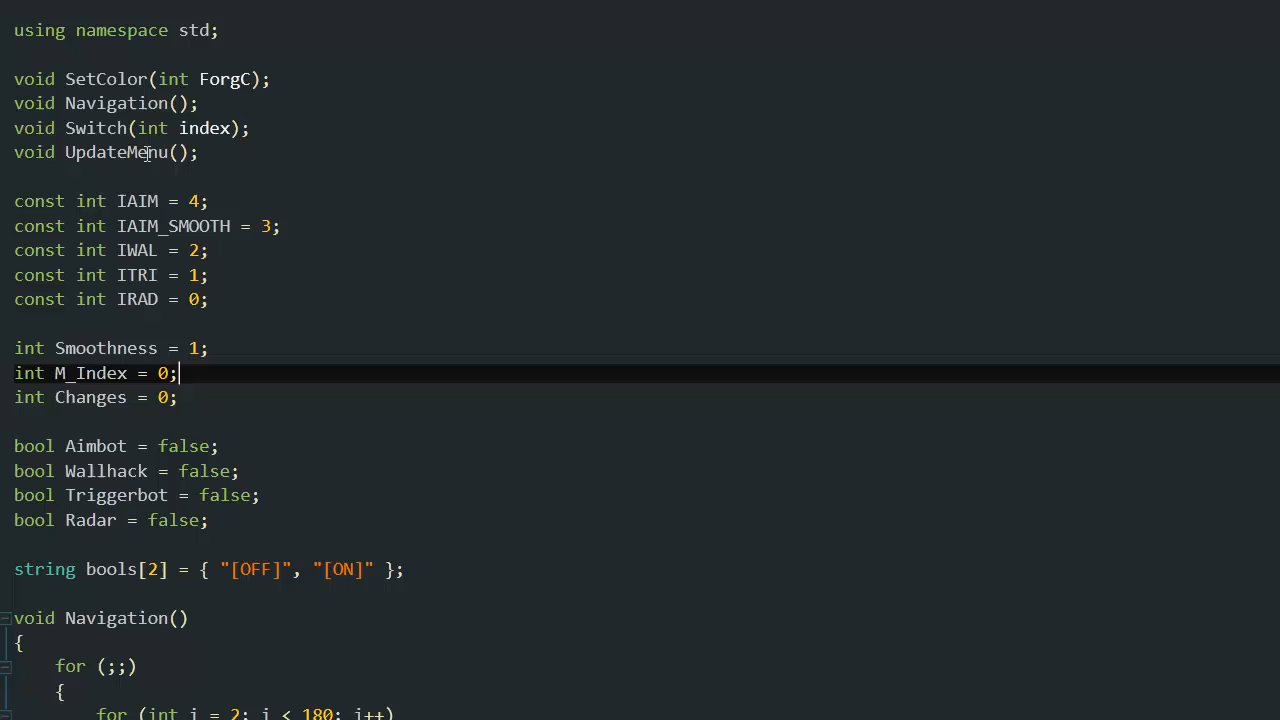 using namespace std;
void SetColor(int ForgC);
void Navigation();
void Switch(int index);
void UpdateMenu();
const int IAIM = 4;
const int IAIM_SMOOTH = 3;
const int IWAL = 2;
const int ITRI = 1;
const int IRAD = 0;
int Smoothness = 1;
int M_Index = 0;
int Changes = 0;
bool Aimbot = false;
bool Wallhack = false;
bool Triggerbot = false;
bool Radar = false;
string bools[2] = { "[OFF]", "[ON]" };
void Navigation()
{
    for (;;)
    {
        for (int i = 2; i < 180; i++)